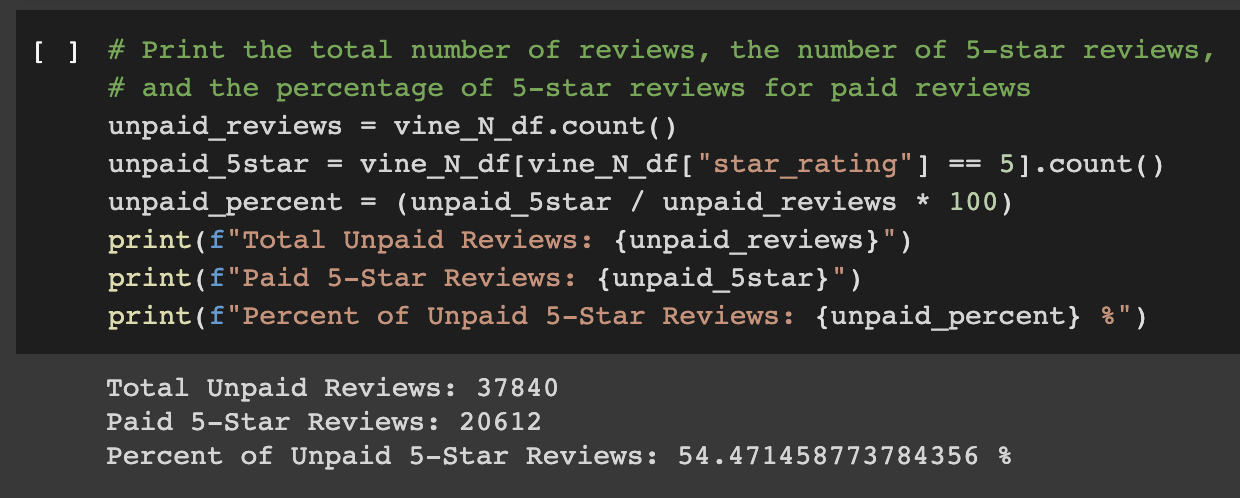 [ ] # Print the total number of reviews, the number of 5-star reviews,
# and the percentage of 5-star reviews for paid reviews
unpaid_reviews = vine_N_df.count()
unpaid_5star = vine_N_df[vine_N_df["star_rating"] == 5].count()
unpaid_percent = (unpaid_5star / unpaid_reviews * 100)
print(f"Total Unpaid Reviews: {unpaid_reviews}")
print(f"Paid 5-Star Reviews: {unpaid_5star}")
print(f"Percent of Unpaid 5-Star Reviews: {unpaid_percent} %")
Total Unpaid Reviews: 37840
Paid 5-Star Reviews: 20612
Percent of Unpaid 5-Star Reviews: 54.471458773784356 %